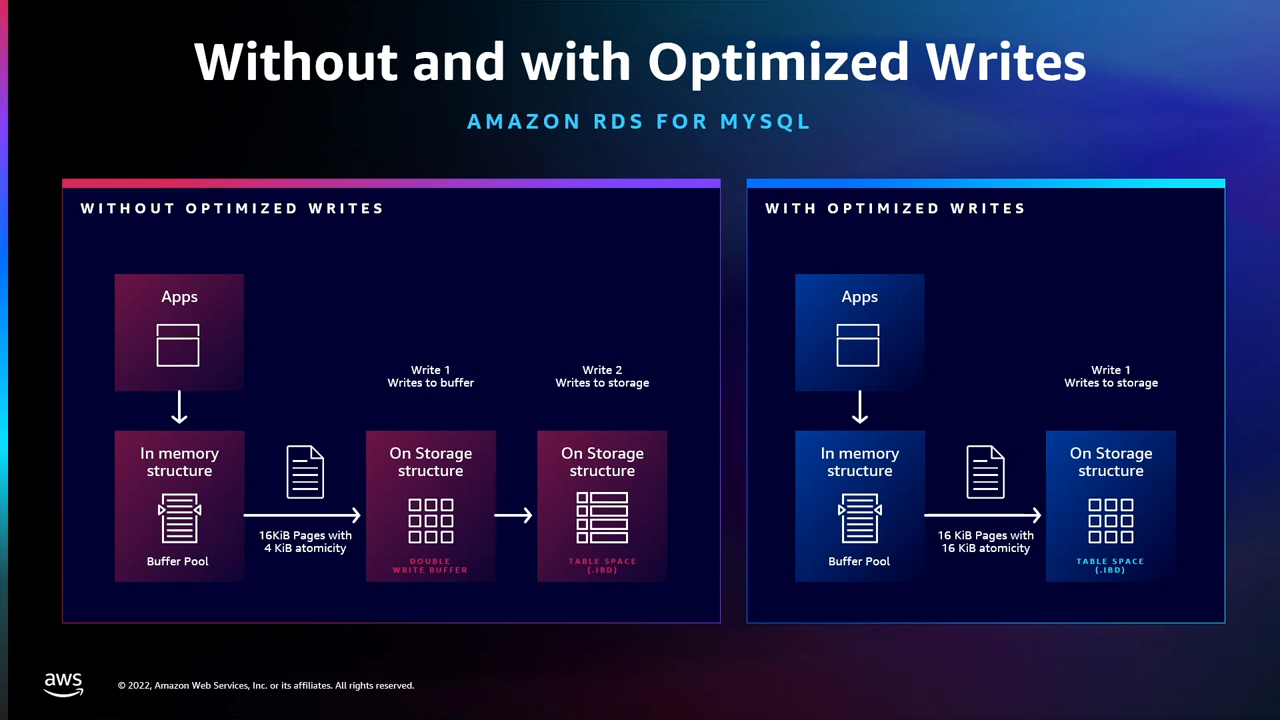 Without and with Optimized Writes
AMAZON RDS FOR MYSQL
WITHOUT OPTIMIZED WRITES
Apps
Write 1
Writes to buffer
Write 2
Writes to storage
In memory
structure
Buffer Pool
16KiB Pages with
4 KiB atomicity
On Storage
structure
DOUBLE
WRITE BUFFER
On Storage
structure
TABLE SPACE
(.IBD)
WITH OPTIMIZED WRITES
Apps
Write 1
Writes to storage
In memory
structure
Buffer Pool
16 KiB Pages with
16 KiB atomicity
On Storage
structure
TABLE SPACE
(.IBD)
aws
© 2022, Amazon Web Services, Inc. or its affiliates. All rights reserved.